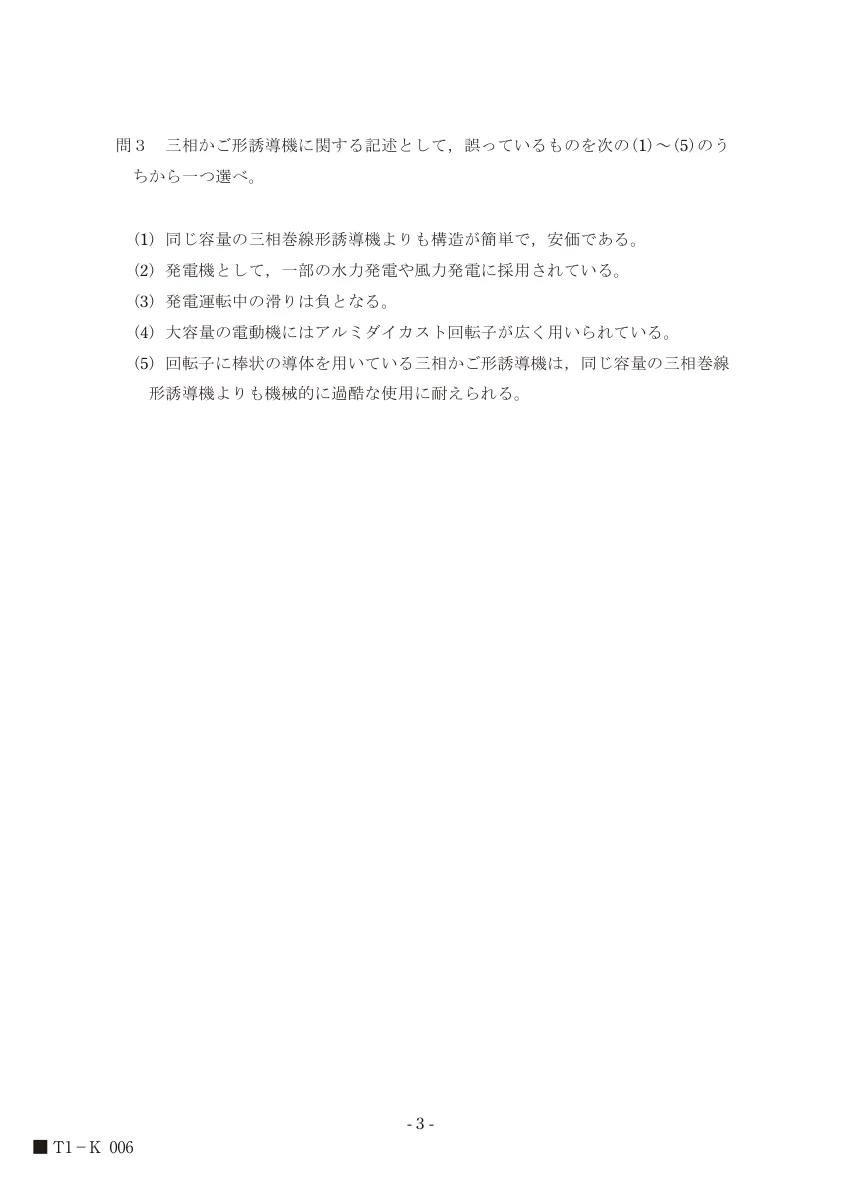 問３　三相かご形誘導機に関する記述として，誤っているものを次の(1)～(5)のう
ちから一つ選べ。
(1) 同じ容量の三相巻線形誘導機よりも構造が簡単で，安価である。
(2) 発電機として，一部の水力発電や風力発電に採用されている。
(3) 発電運転中の滑りは負となる。
(4) 大容量の電動機にはアルミダイカスト回転子が広く用いられている。
(5) 回転子に棒状の導体を用いている三相かご形誘導機は，同じ容量の三相巻線
形誘導機よりも機械的に過酷な使用に耐えられる。
- 3 -
■ T1－K 006